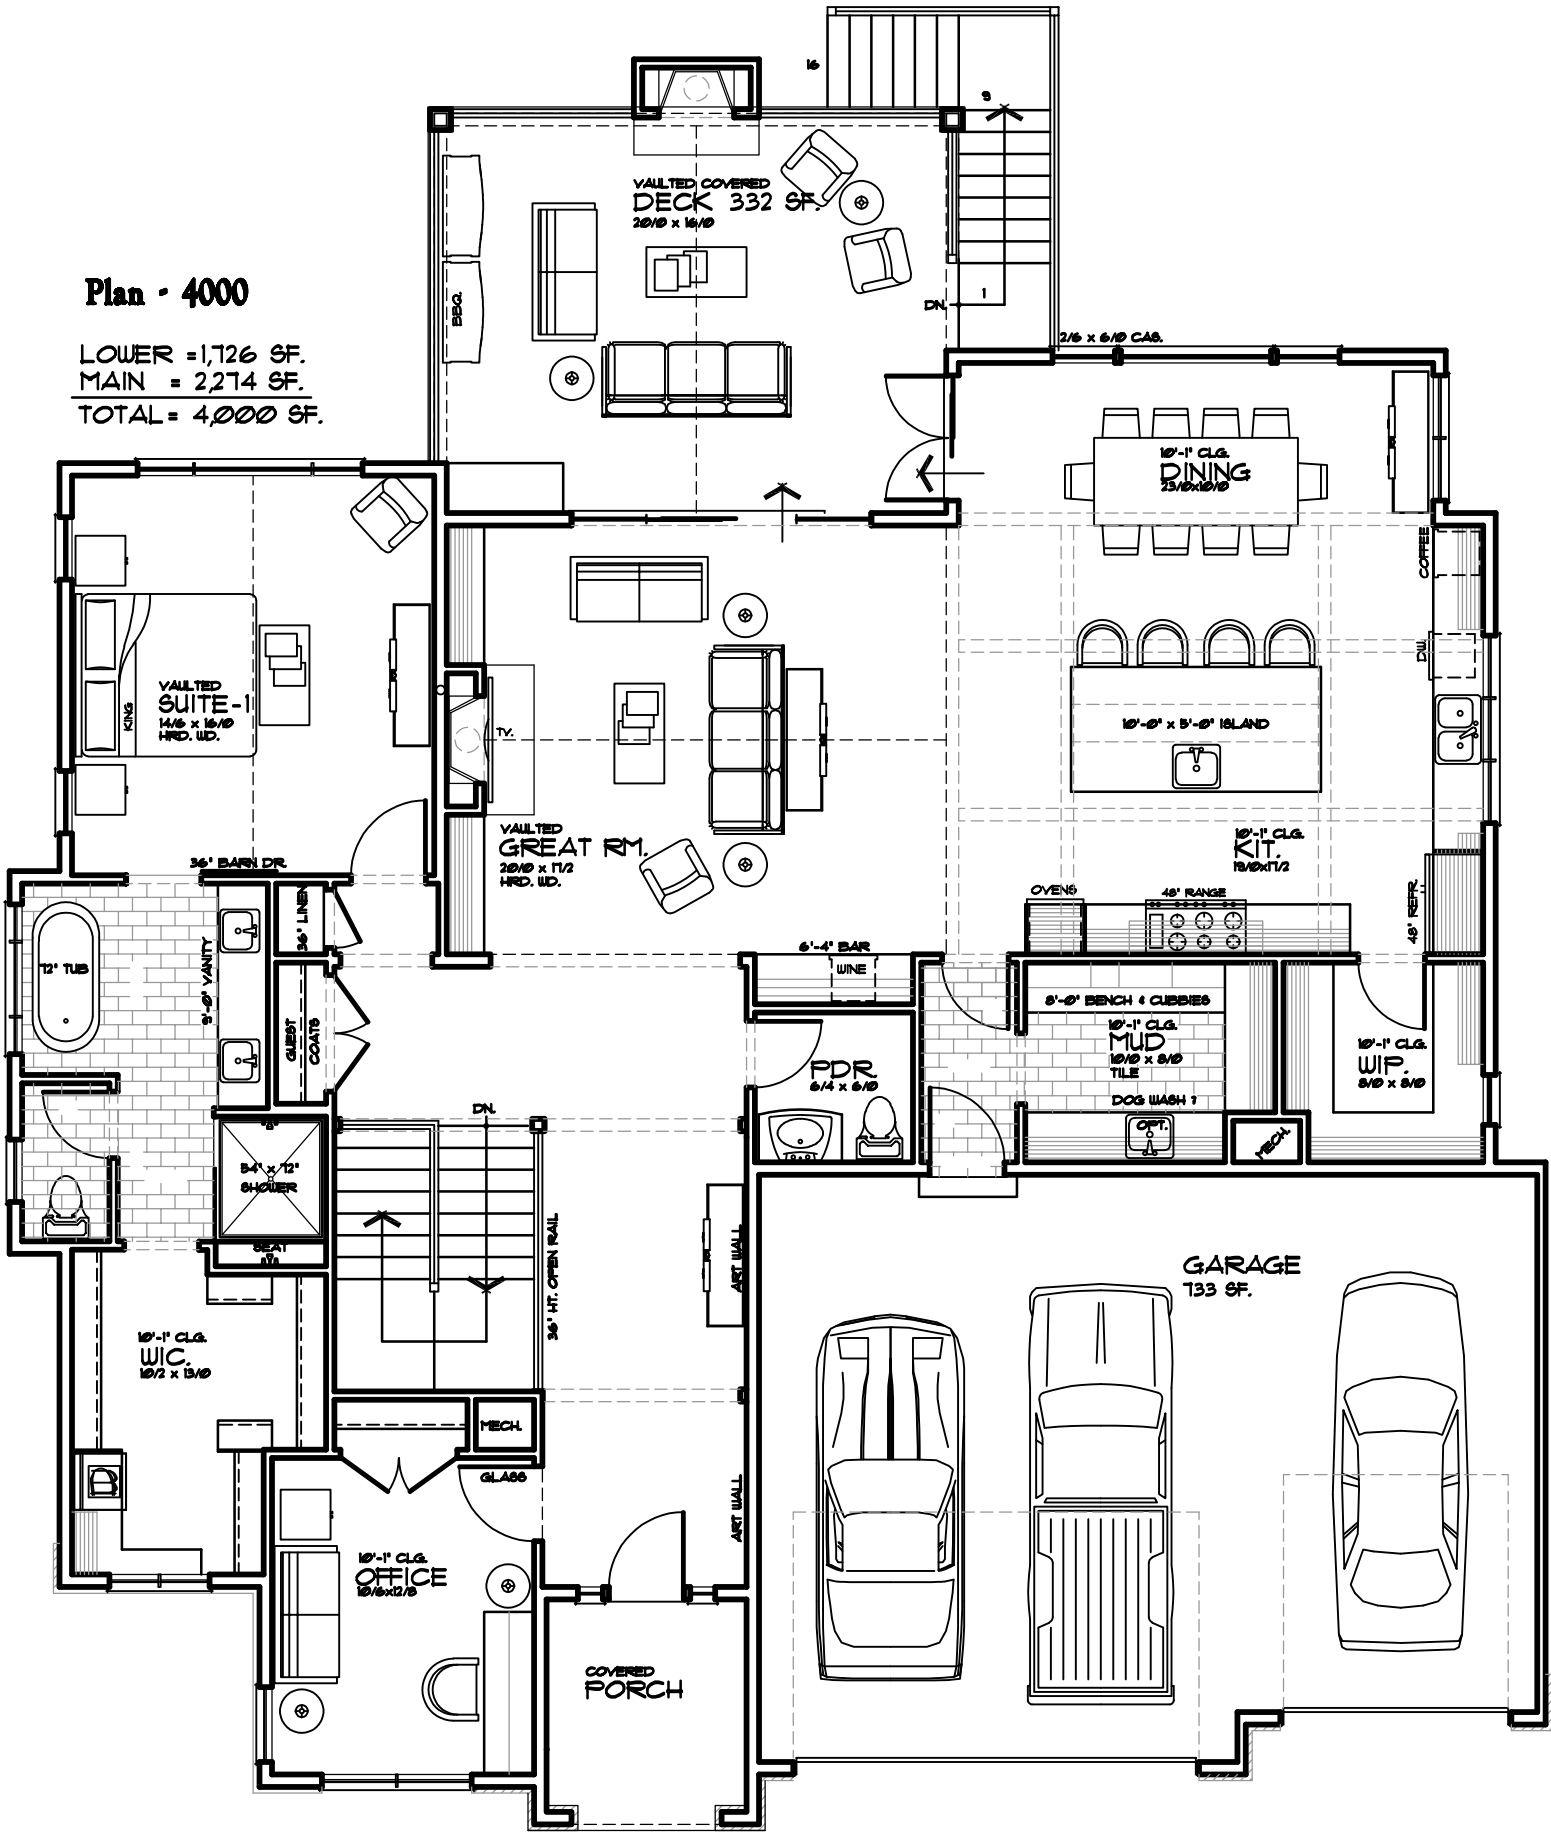 16
9
VAULTED COVERED
DECK 332 SF.
20/0 x 16/0
BBQ.
1
DN.
Plan - 4000
LOWER =1,726 SF.
MAIN = 2,274 SF.
TOTAL= 4,000 SF.
2/6 x 6/0 CAS.
10'-1" CLG.
DINING
23/0x10/0
COFFEE
D.W.
VAULTED
SUITE-1
14/6 x 16/0
HRD. WD.
KING
TV.
10'-0" x 5'-0" ISLAND
VAULTED
GREAT RM.
20/0 x 17/2
HRD. WD.
10'-1" CLG.
KIT.
19/0x17/2
36" BARN DR.
OVENS
48" RANGE
48" REFR.
36" LINEN
72" TUB
9'-0" VANITY
6'-4" BAR
WINE
8'-0" BENCH & CUBBIES
10'-1" CLG.
MUD
10/0 x 8/0
TILE
DOG WASH ?
OPT.
10'-1" CLG.
WIP.
8/0 x 8/0
MECH.
GUEST
COATS
PDR.
6/4 x 6/0
DN.
54" x 72"
SHOWER
SEAT
36" HT. OPEN RAIL
ART WALL
GARAGE
733 SF.
10'-1" CLG.
WIC.
10/2 x 13/0
MECH.
GLASS
ART WALL
10'-1" CLG.
OFFICE
10/6x12/8
COVERED
PORCH